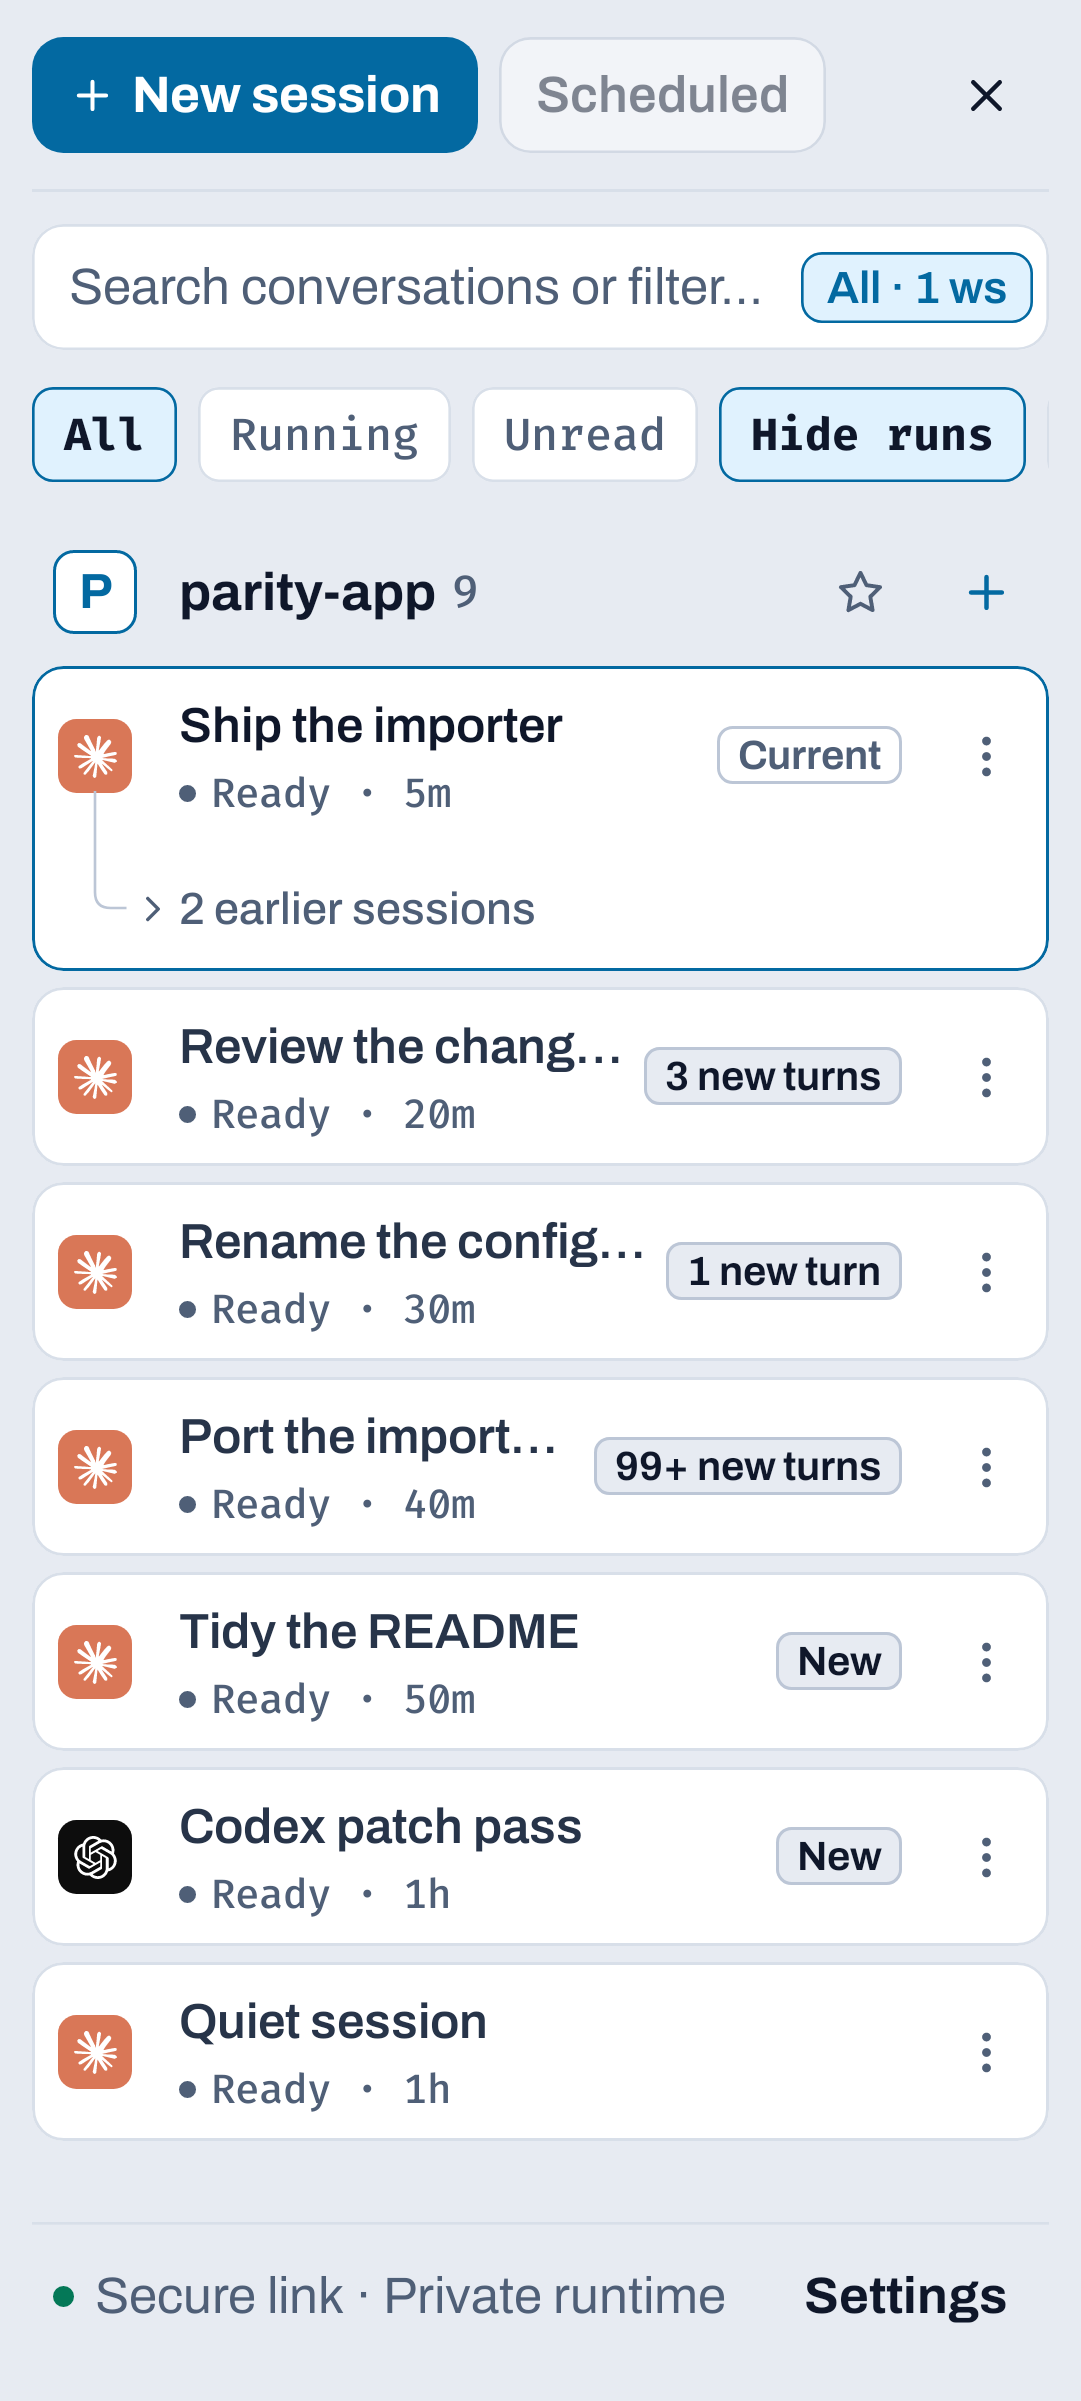 + New session
Scheduled
Search conversations or filter...
All · 1 ws
All
Running
Unread
Hide runs
P
parity-app 9
Ship the importer
Current
Ready · 5m
2 earlier sessions
Review the chang...
3 new turns
Ready · 20m
Rename the config...
1 new turn
Ready · 30m
Port the import...
99+ new turns
Ready · 40m
Tidy the README
New
Ready · 50m
Codex patch pass
New
Ready · 1h
Quiet session
Ready · 1h
Secure link · Private runtime
Settings